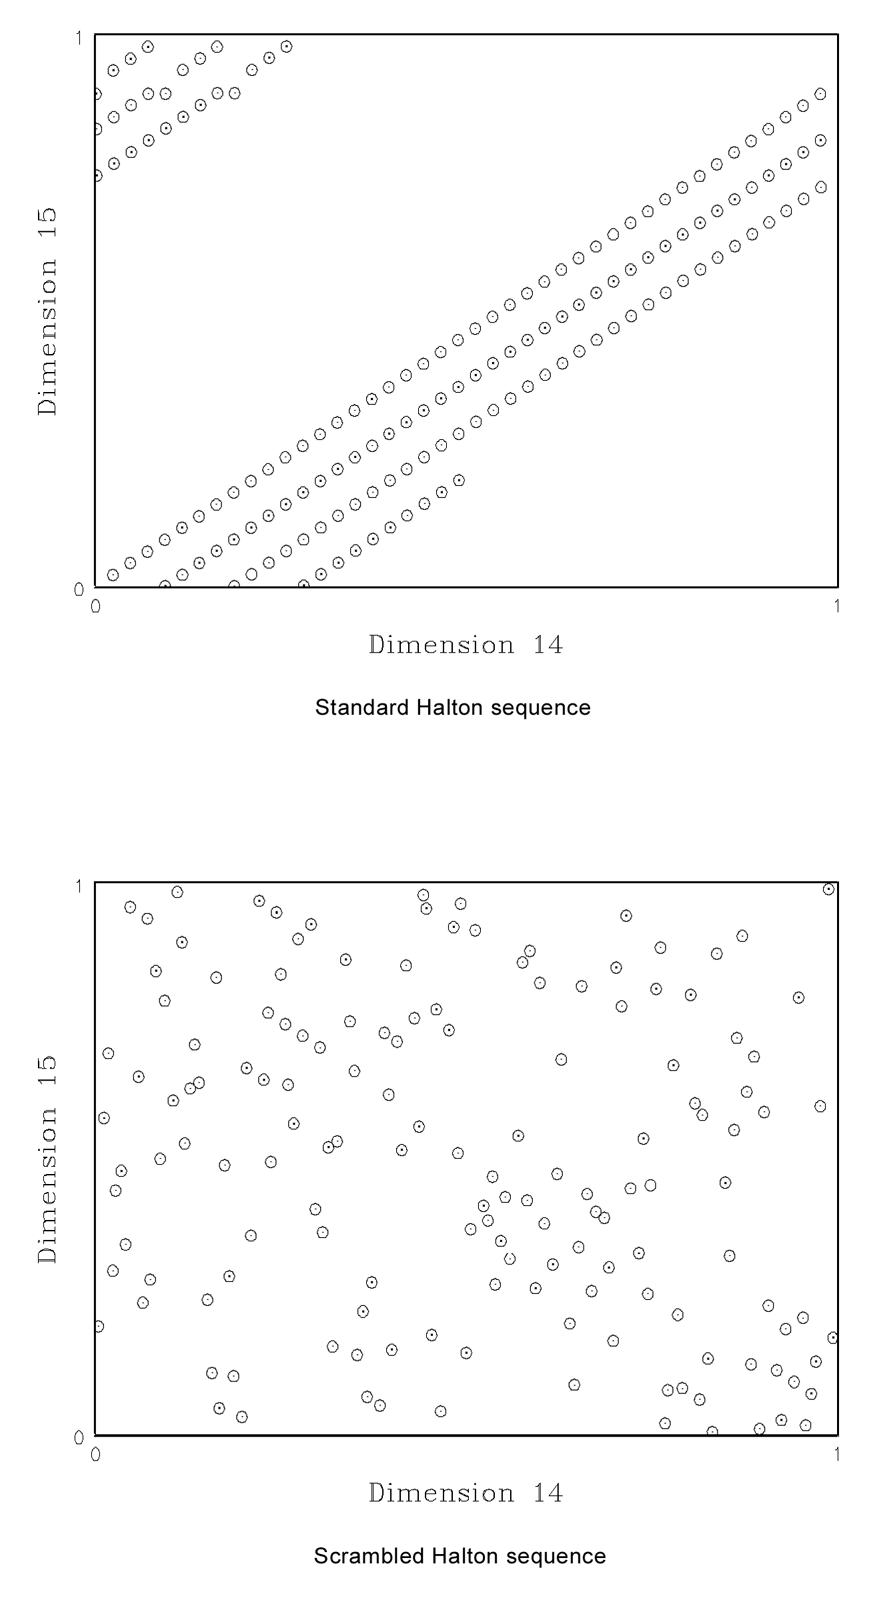 1
Dimension 15
0
0 1
Dimension 14
Standard Halton sequence
1
Dimension 15
0
0 1
Dimension 14
Scrambled Halton sequence